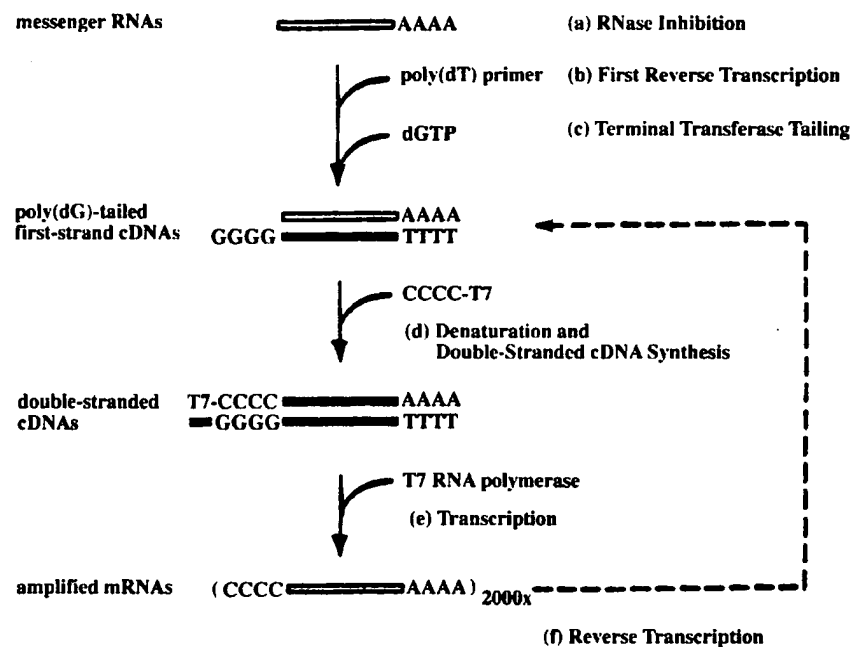 messenger RNAs AAAA (a) RNase Inhibition
poly(dT) primer (b) First Reverse Transcription
dGTP (c) Terminal Transferase Tailing
poly(dG)-tailed AAAA
first-strand cDNAs GGGG TTTT
CCCC-T7
(d) Denaturation and
Double-Stranded cDNA Synthesis
double-stranded T7-CCCC AAAA
cDNAs GGGG TTTT
T7 RNA polymerase
(e) Transcription
amplified mRNAs (CCCC AAAA) 2000x
(f) Reverse Transcription